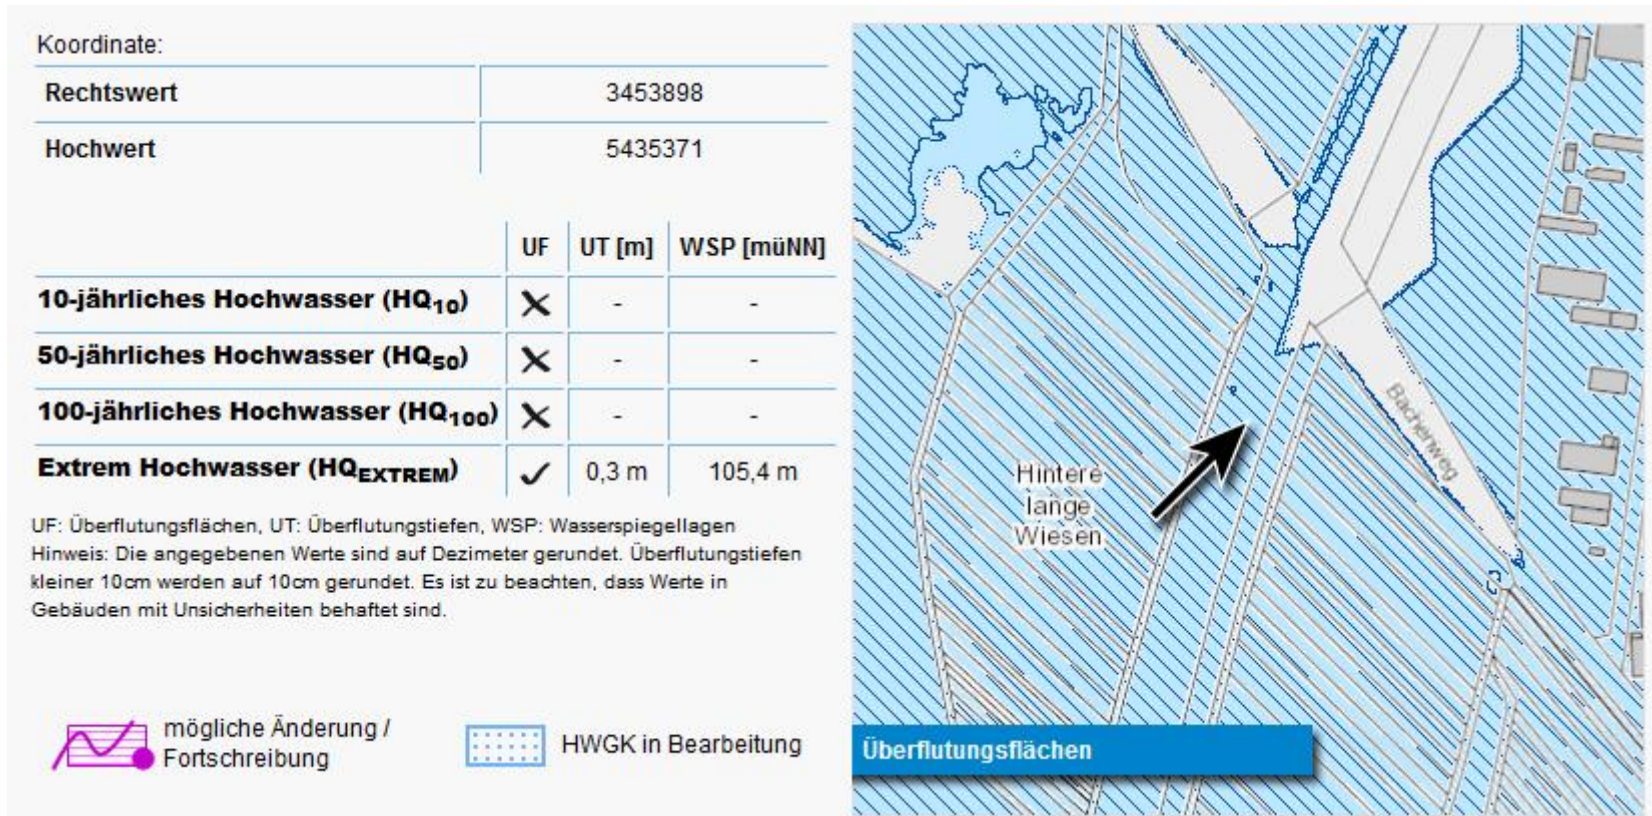 Koordinate:
Rechtswert 3453898
Hochwert 5435371
UF UT [m] WSP [müNN]
10-jährliches Hochwasser (HQ10) ✗ - -
50-jährliches Hochwasser (HQ50) ✗ - -
100-jährliches Hochwasser (HQ100) ✗ - -
Extrem Hochwasser (HQEXTREM) ✓ 0,3 m 105,4 m
UF: Überflutungsflächen, UT: Überflutungstiefen, WSP: Wasserspiegellagen
Hinweis: Die angegebenen Werte sind auf Dezimeter gerundet. Überflutungstiefen
kleiner 10cm werden auf 10cm gerundet. Es ist zu beachten, dass Werte in
Gebäuden mit Unsicherheiten behaftet sind.
mögliche Änderung /
Fortschreibung
HWGK in Bearbeitung
Bachenweg
Hintere
lange
Wiesen
Überflutungsflächen